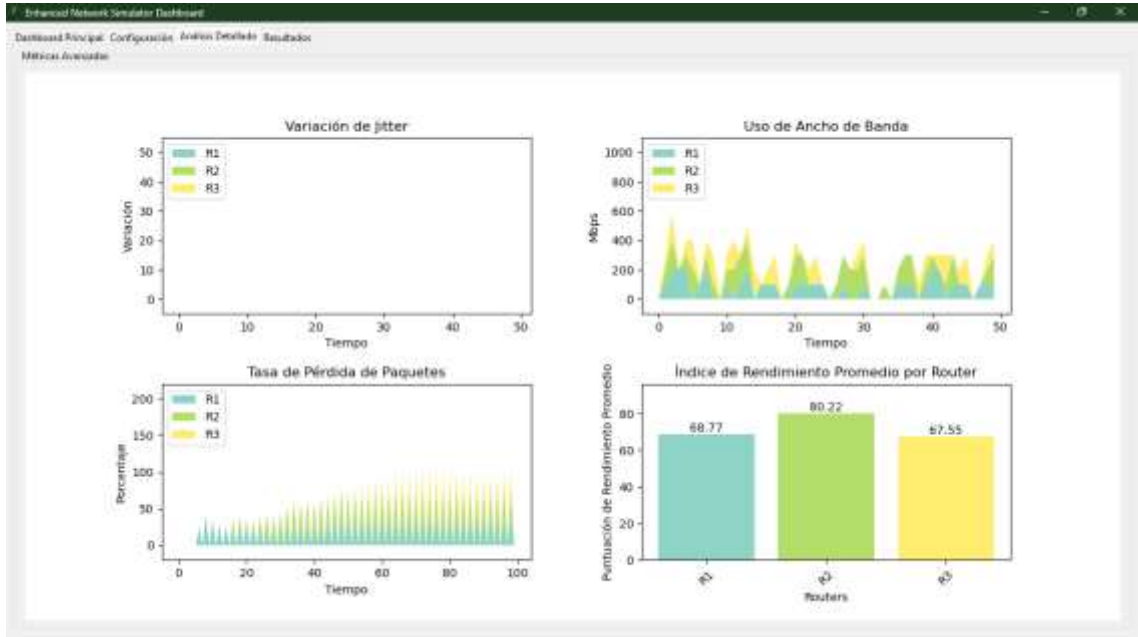 Enhanced Network Simulator Dashboard
Dashboard Principal Configuración Análisis Detallado Resultados
Métricas Avanzadas
Variación de Jitter
50
40
30
20
10
0
Variación
R1
R2
R3
0 10 20 30 40 50
Tiempo
Uso de Ancho de Banda
1000
800
600
400
200
0
Mbps
R1
R2
R3
0 10 20 30 40 50
Tiempo
Tasa de Pérdida de Paquetes
200
150
100
50
0
Porcentaje
R1
R2
R3
0 20 40 60 80 100
Tiempo
Índice de Rendimiento Promedio por Router
80
60
40
20
0
Puntuación de Rendimiento Promedio
68.77
80.22
67.55
R1 R2 R3
Routers